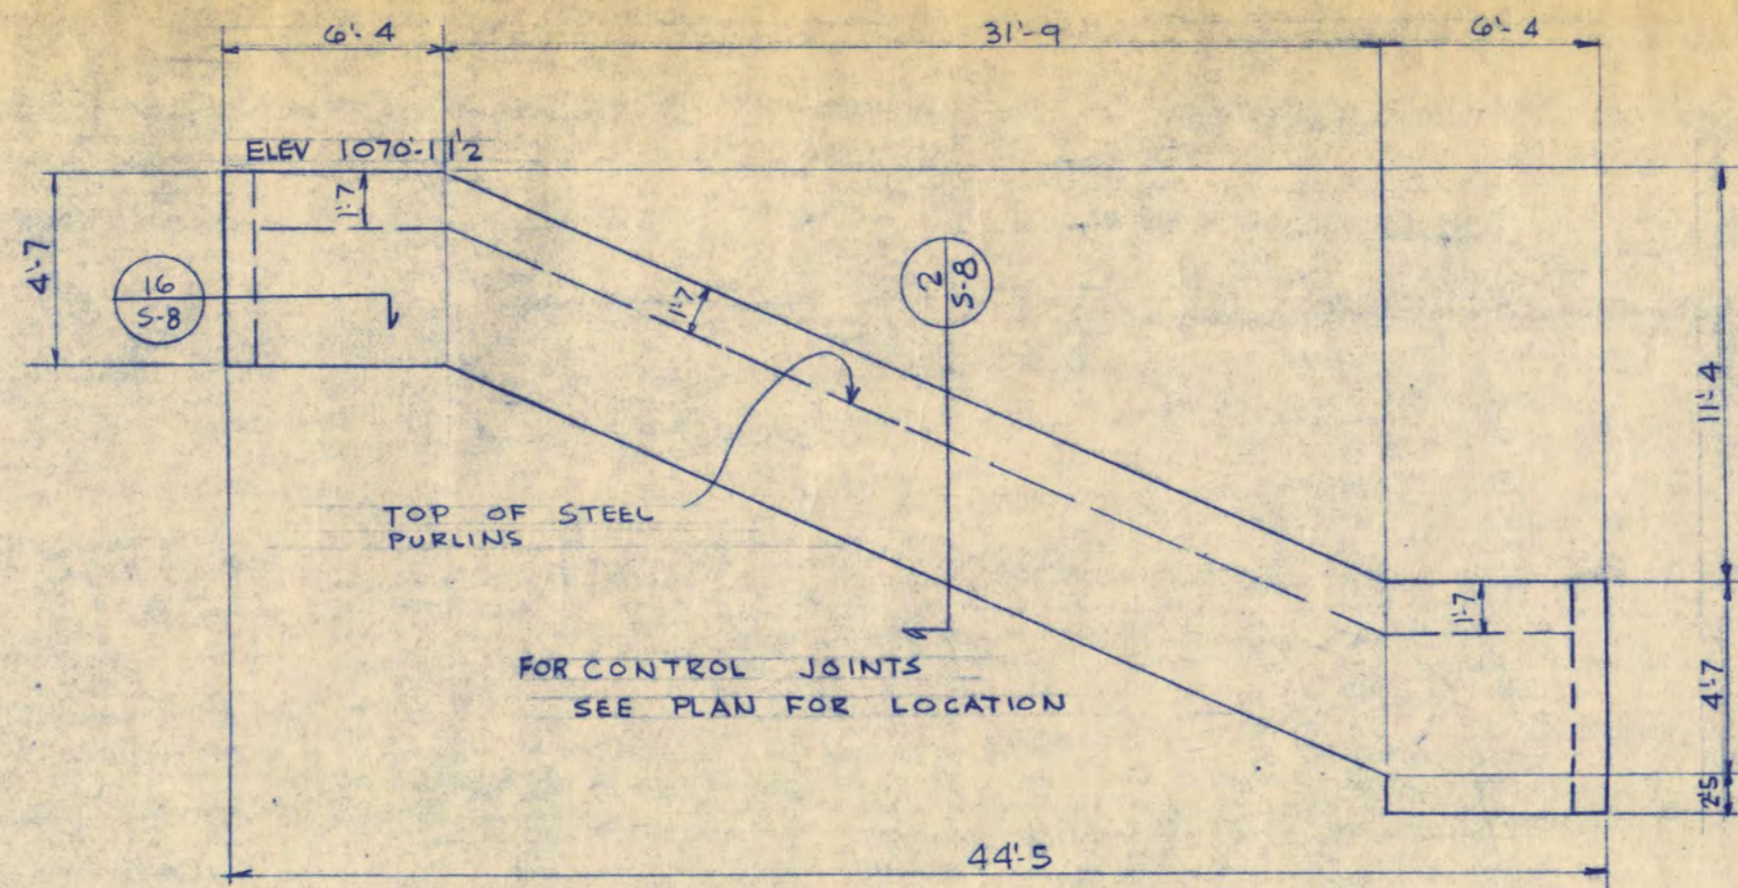 6'-4
31'-9
6'-4
ELEV 1070'-11'2
1'-7
4'-7
16
S-8
2
S-8
1'-7
11'-4
TOP OF STEEL
PURLINS
1'-7
FOR CONTROL JOINTS
SEE PLAN FOR LOCATION
4'-7
2'5
44'-5